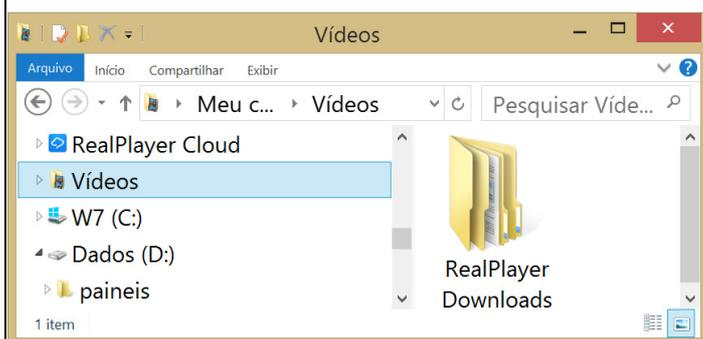 Vídeos
Arquivo Início Compartilhar Exibir
Meu c... Vídeos Pesquisar Víde...
RealPlayer Cloud
Vídeos
W7 (C:)
Dados (D:)
paineis
RealPlayer
Downloads
1 item